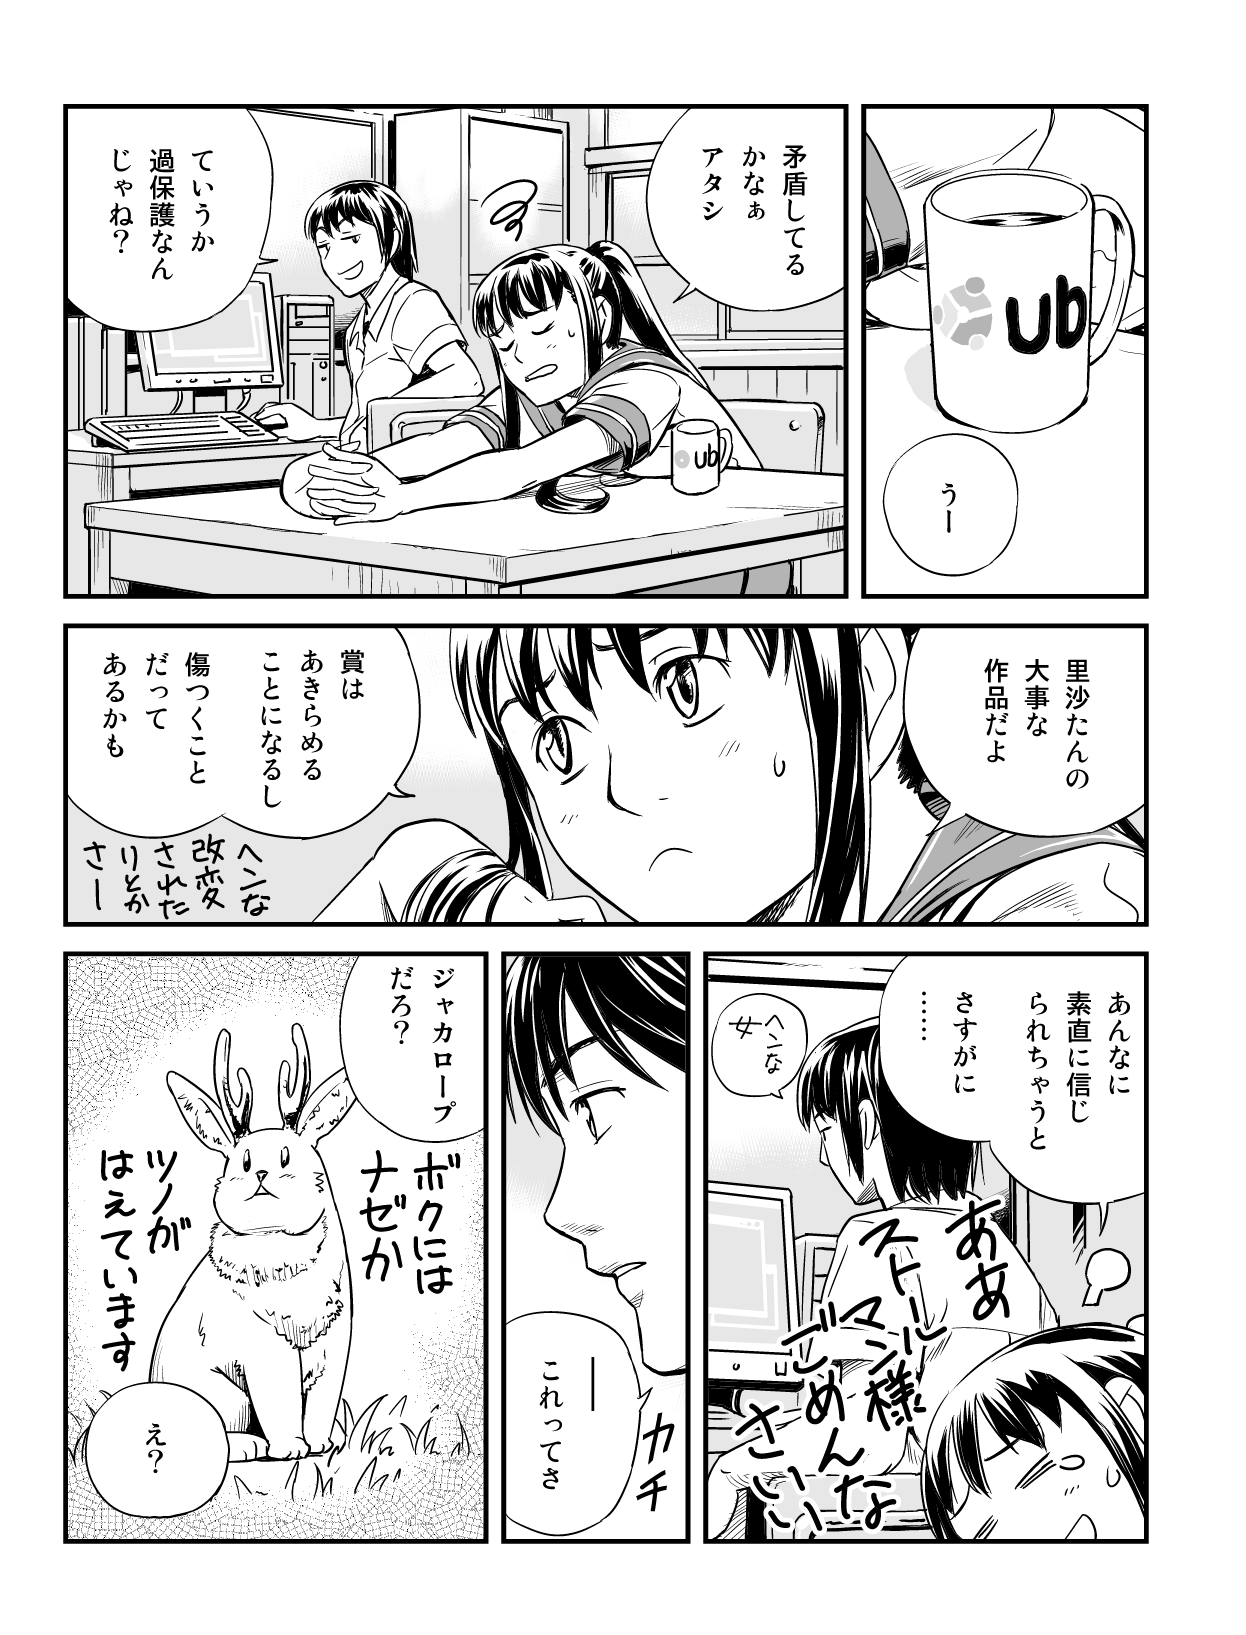 ub
うー
矛盾してる
かなぁ
アタシ
ub
ていうか
過保護なん
じゃね？
里沙たんの
大事な
作品だよ
賞は
あきらめる
ことになるし
傷つくこと
だって
あるかも
ヘンな
改変
された
りとか
さー
あんなに
素直に信じ
られちゃうと
さすがに
……
ヘンな
女
ああ
ストール
マン様
ごめんな
さいい
―
これってさ
カチ
ジャカロープ
だろ？
ボクには
ナゼか
ツノが
はえています
え？